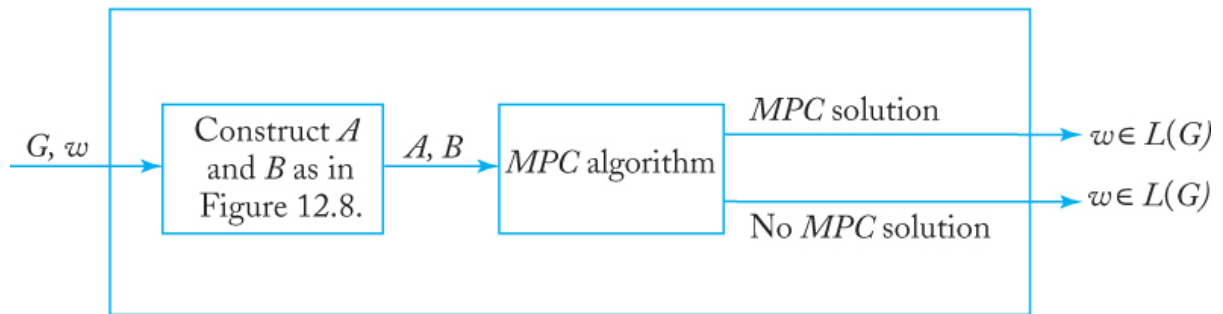 G, w
Construct A
and B as in
Figure 12.8.
A, B
MPC algorithm
MPC solution
w ∈ L(G)
No MPC solution
w ∈ L(G)